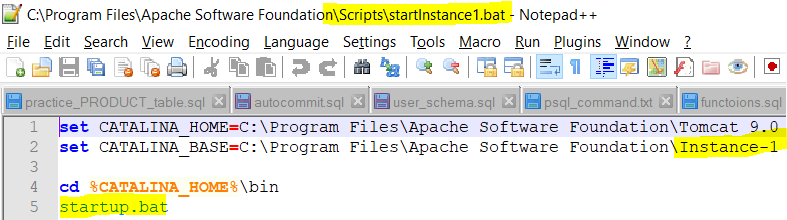 C:\Program Files\Apache Software Foundation\Scripts\startInstance1.bat - Notepad++
File Edit Search View Encoding Language Settings Tools Macro Run Plugins Window ?
practice_PRODUCT_table.sql autocommit.sql user_schema.sql psql_command.txt functoions.sql
1 set CATALINA_HOME=C:\Program Files\Apache Software Foundation\Tomcat 9.0
2 set CATALINA_BASE=C:\Program Files\Apache Software Foundation\Instance-1
3
4 cd %CATALINA_HOME%\bin
5 startup.bat